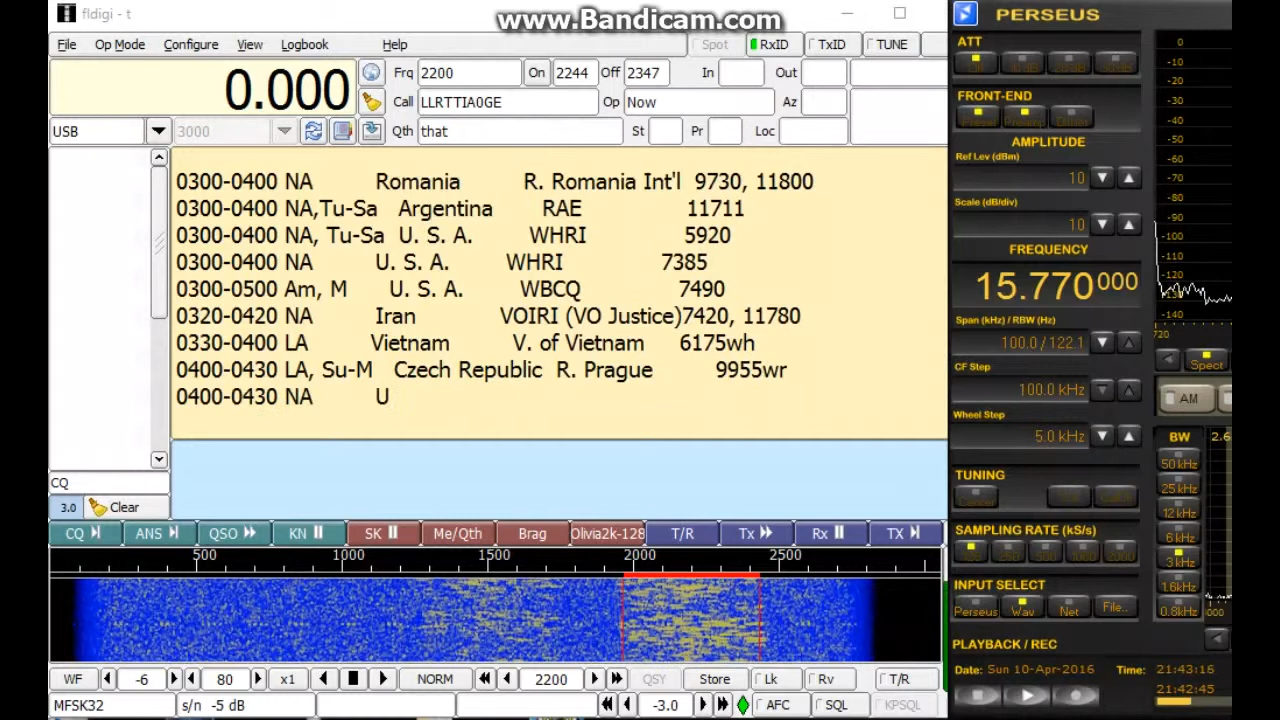 www.Bandicam.com
fldigi - t
File Op Mode Configure View Logbook Help Spot RxID TxID TUNE
0.000 Frq 2200 On 2244 Off 2347 In Out
Call LLRTTIA0GE Op Now Az
USB 3000 Qth that St Pr Loc
0300-0400 NA Romania R. Romania Int'l 9730, 11800
0300-0400 NA,Tu-Sa Argentina RAE 11711
0300-0400 NA, Tu-Sa U. S. A. WHRI 5920
0300-0400 NA U. S. A. WHRI 7385
0300-0500 Am, M U. S. A. WBCQ 7490
0320-0420 NA Iran VOIRI (VO Justice)7420, 11780
0330-0400 LA Vietnam V. of Vietnam 6175wh
0400-0430 LA, Su-M Czech Republic R. Prague 9955wr
0400-0430 NA U
CQ
3.0 Clear
CQ ANS QSO KN SK Me/Qth Brag Olivia2k-128 T/R Tx Rx TX
500 1000 1500 2000 2500
WF -6 80 x1 NORM 2200 QSY Store Lk Rv T/R
MFSK32 s/n -5 dB -3.0 AFC SQL KPSQL
PERSEUS
ATT
FRONT-END
AMPLITUDE
Ref Lev (dBm)
10
Scale (dB/div)
10
FREQUENCY
15.770000
Span (kHz) / RBW (Hz)
100.0 / 122.1
CF Step
100.0 kHz
Wheel Step
5.0 kHz
TUNING
SAMPLING RATE (kS/s)
INPUT SELECT
Perseus Wav Net File..
PLAYBACK / REC
Date: Sun 10-Apr-2016 Time: 21:43:16
21:42:45
0
-10
-20
-30
-40
-50
-60
-70
-80
-90
-100
-110
-120
-130
-140
720
Spect
AM
BW 2.6
50 kHz
25 kHz
12 kHz
6 kHz
3 kHz
1.6kHz
0.8kHz
000